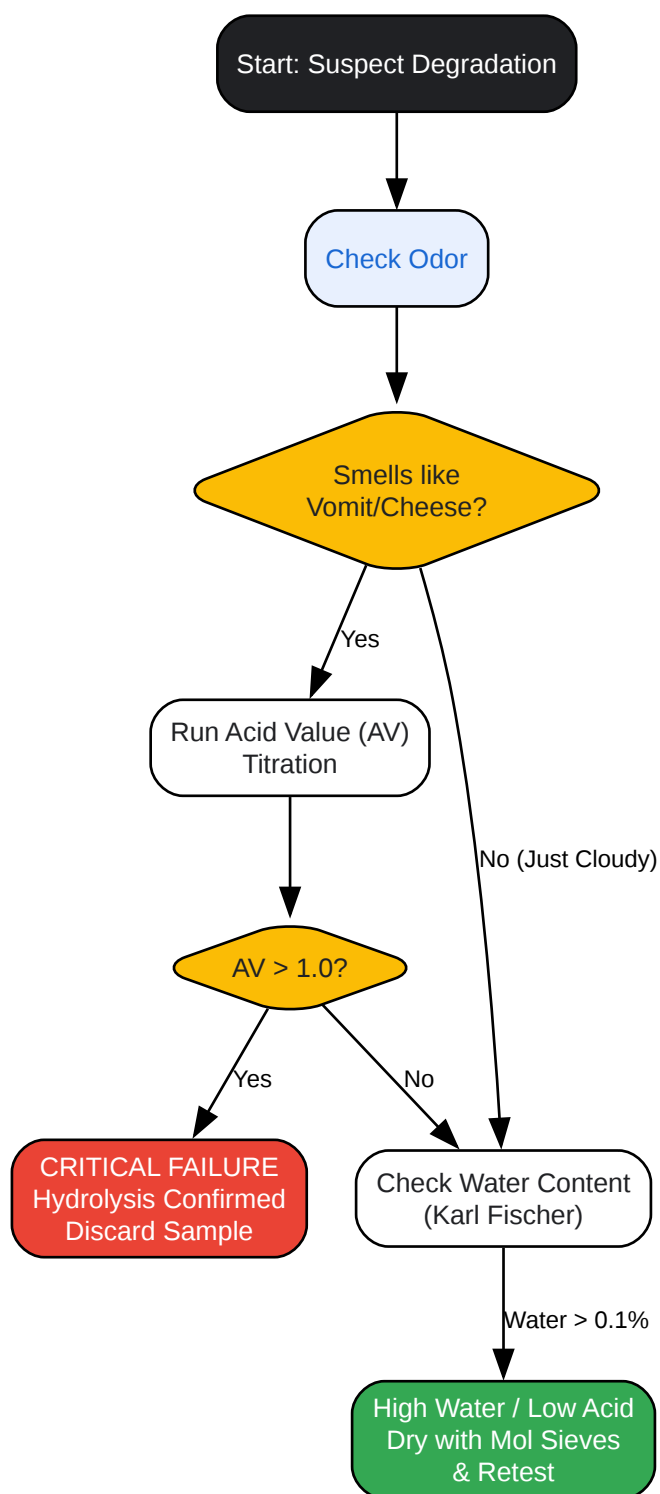 Start: Suspect Degradation
Check Odor
Smells like
Vomit/Cheese?
Yes
Run Acid Value (AV)
Titration
No (Just Cloudy)
AV > 1.0?
Yes
No
CRITICAL FAILURE
Hydrolysis Confirmed
Discard Sample
Check Water Content
(Karl Fischer)
Water > 0.1%
High Water / Low Acid
Dry with Mol Sieves
& Retest